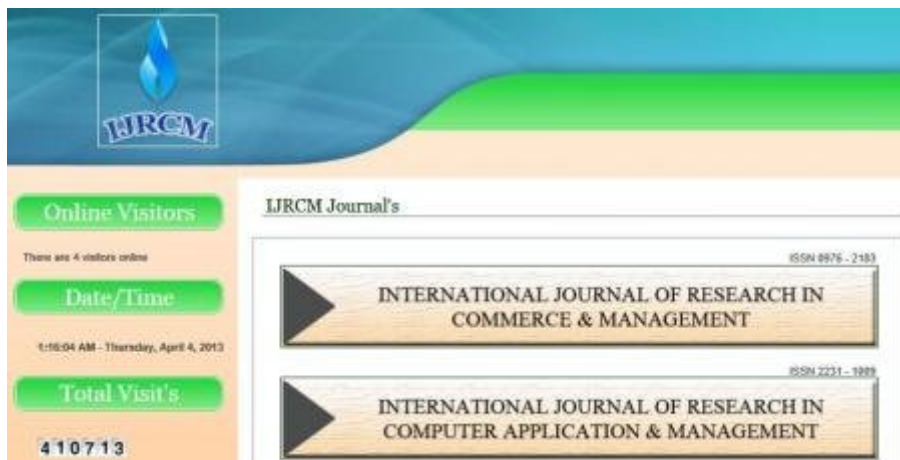 IJRCM
Online Visitors
There are 4 visitors online
Date/Time
1:16:04 AM - Thursday, April 4, 2013
Total Visit's
410713
IJRCM Journal's
ISSN 0976 - 2183
INTERNATIONAL JOURNAL OF RESEARCH IN
COMMERCE & MANAGEMENT
ISSN 2231 - 1009
INTERNATIONAL JOURNAL OF RESEARCH IN
COMPUTER APPLICATION & MANAGEMENT